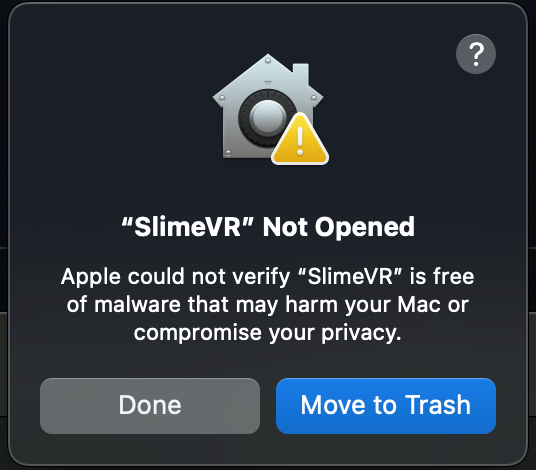 ?
“SlimeVR” Not Opened
Apple could not verify “SlimeVR” is free
of malware that may harm your Mac or
compromise your privacy.
Done
Move to Trash